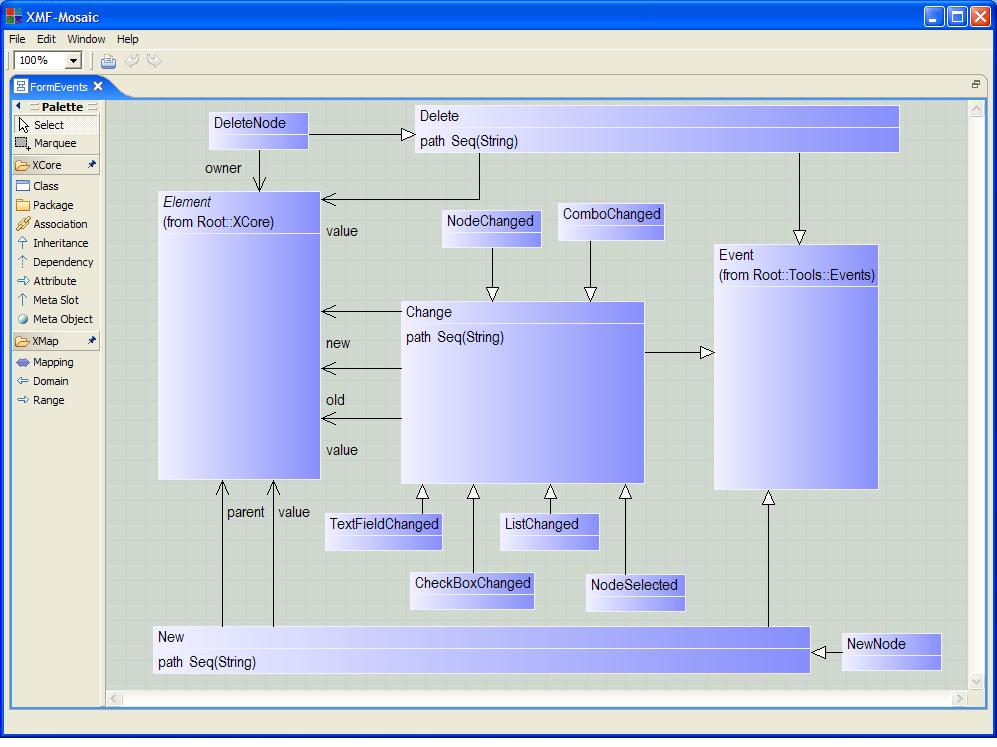 XMF-Mosaic
File Edit Window Help
100%
FormEvents
Palette
Select
Marquee
XCore
Class
Package
Association
Inheritance
Dependency
Attribute
Meta Slot
Meta Object
XMap
Mapping
Domain
Range
DeleteNode
Delete
path Seq(String)
owner
Element
(from Root::XCore)
value
NodeChanged
ComboChanged
Event
(from Root::Tools::Events)
Change
path Seq(String)
new
old
value
parent
value
TextFieldChanged
ListChanged
CheckBoxChanged
NodeSelected
New
path Seq(String)
NewNode